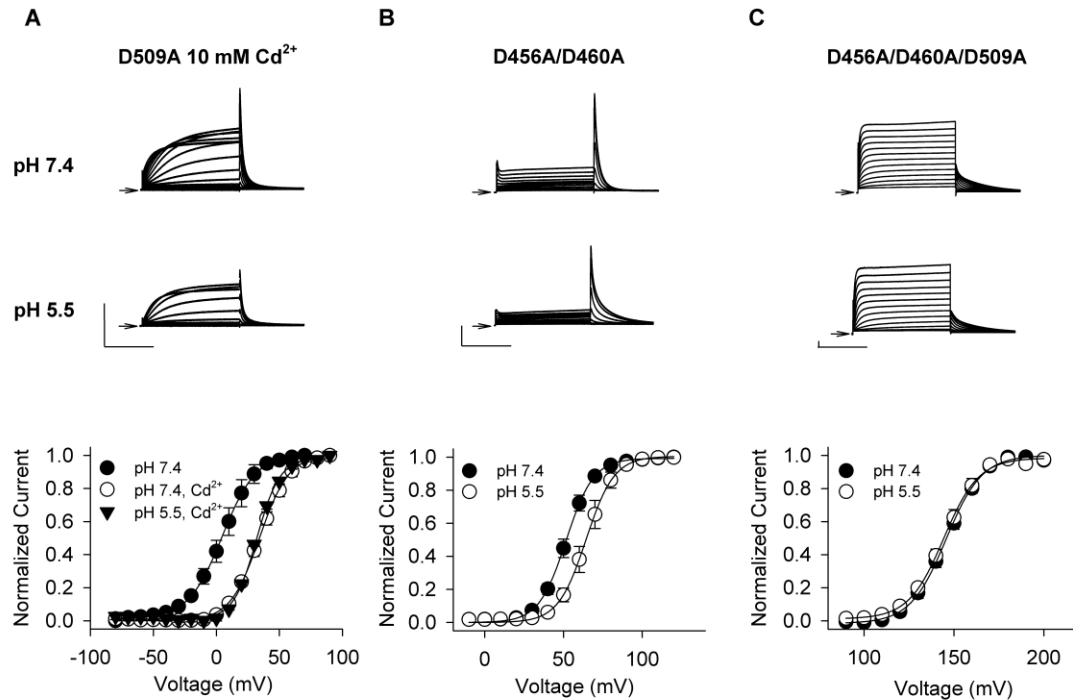 A
B
C
D509A 10 mM Cd²⁺
D456A/D460A
D456A/D460A/D509A
pH 7.4
pH 5.5
Normalized Current
1.0
0.8
0.6
0.4
0.2
0.0
pH 7.4
pH 7.4, Cd²⁺
pH 5.5, Cd²⁺
-100 -50 0 50 100
Voltage (mV)
Normalized Current
1.0
0.8
0.6
0.4
0.2
0.0
pH 7.4
pH 5.5
0 50 100
Voltage (mV)
Normalized Current
1.0
0.8
0.6
0.4
0.2
0.0
pH 7.4
pH 5.5
100 150 200
Voltage (mV)